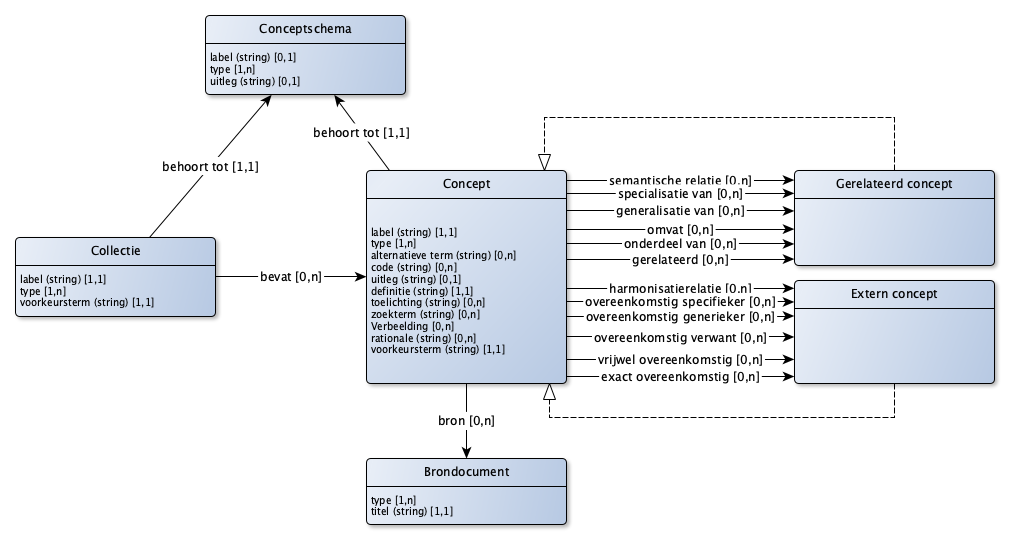 Conceptschema
label (string) [0,1]
type [1,n]
uitleg (string) [0,1]
behoort tot [1,1]
behoort tot [1,1]
Collectie
label (string) [1,1]
type [1,n]
voorkeursterm (string) [1,1]
bevat [0,n]
Concept
label (string) [1,1]
type [1,n]
alternatieve term (string) [0,n]
code (string) [0,n]
uitleg (string) [0,1]
definitie (string) [1,1]
toelichting (string) [0,n]
zoekterm (string) [0,n]
Verbeelding [0,n]
rationale (string) [0,n]
voorkeursterm (string) [1,1]
semantische relatie [0,n]
specialisatie van [0,n]
generalisatie van [0,n]
omvat [0,n]
onderdeel van [0,n]
gerelateerd [0,n]
Gerelateerd concept
harmonisatierelatie [0,n]
overeenkomstig specifieker [0,n]
overeenkomstig generieker [0,n]
overeenkomstig verwant [0,n]
vrijwel overeenkomstig [0,n]
exact overeenkomstig [0,n]
Extern concept
bron [0,n]
Brondocument
type [1,n]
titel (string) [1,1]